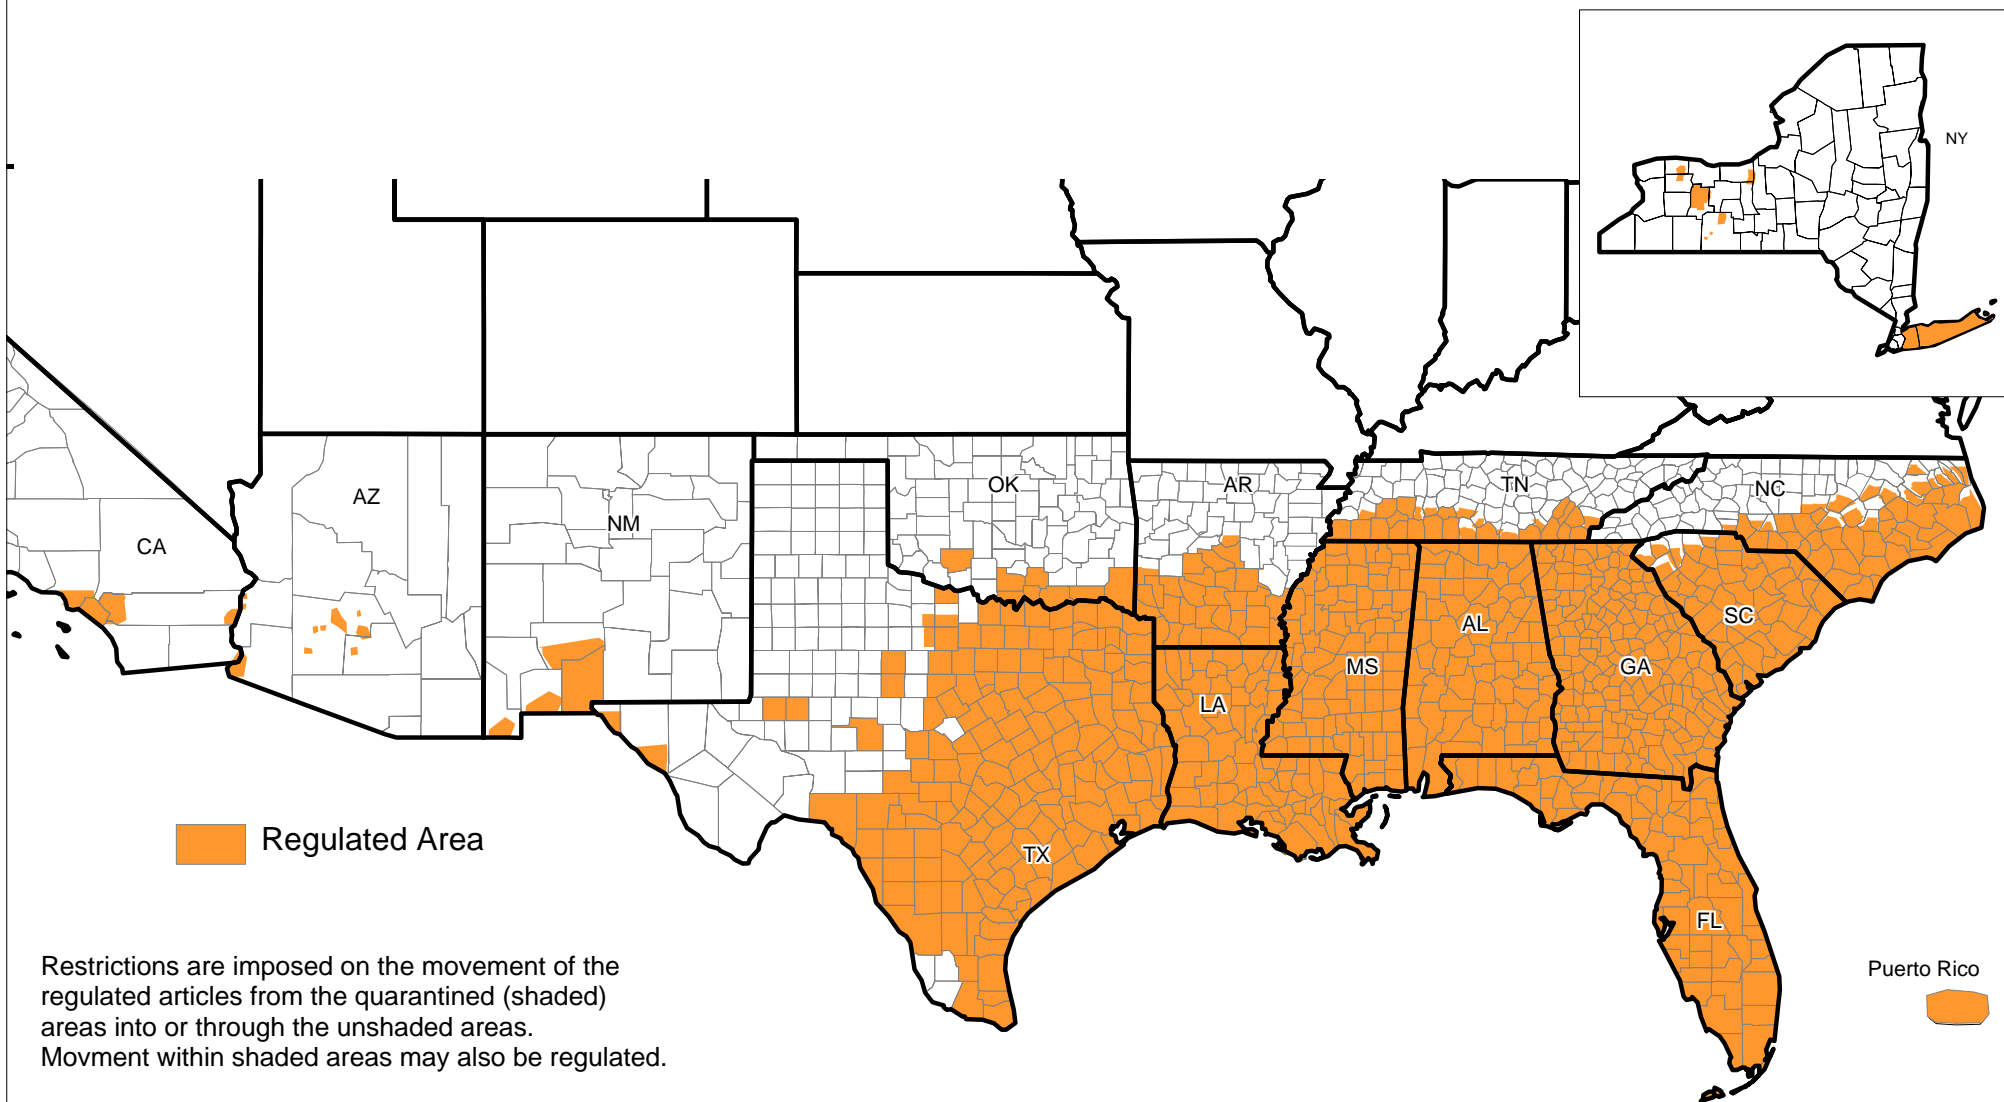 NY
AZ
NM
OK
AR
TN
NC
CA
SC
AL
MS
GA
LA
TX
FL
Regulated Area
Restrictions are imposed on the movement of the
regulated articles from the quarantined (shaded)
areas into or through the unshaded areas.
Movment within shaded areas may also be regulated.
Puerto Rico